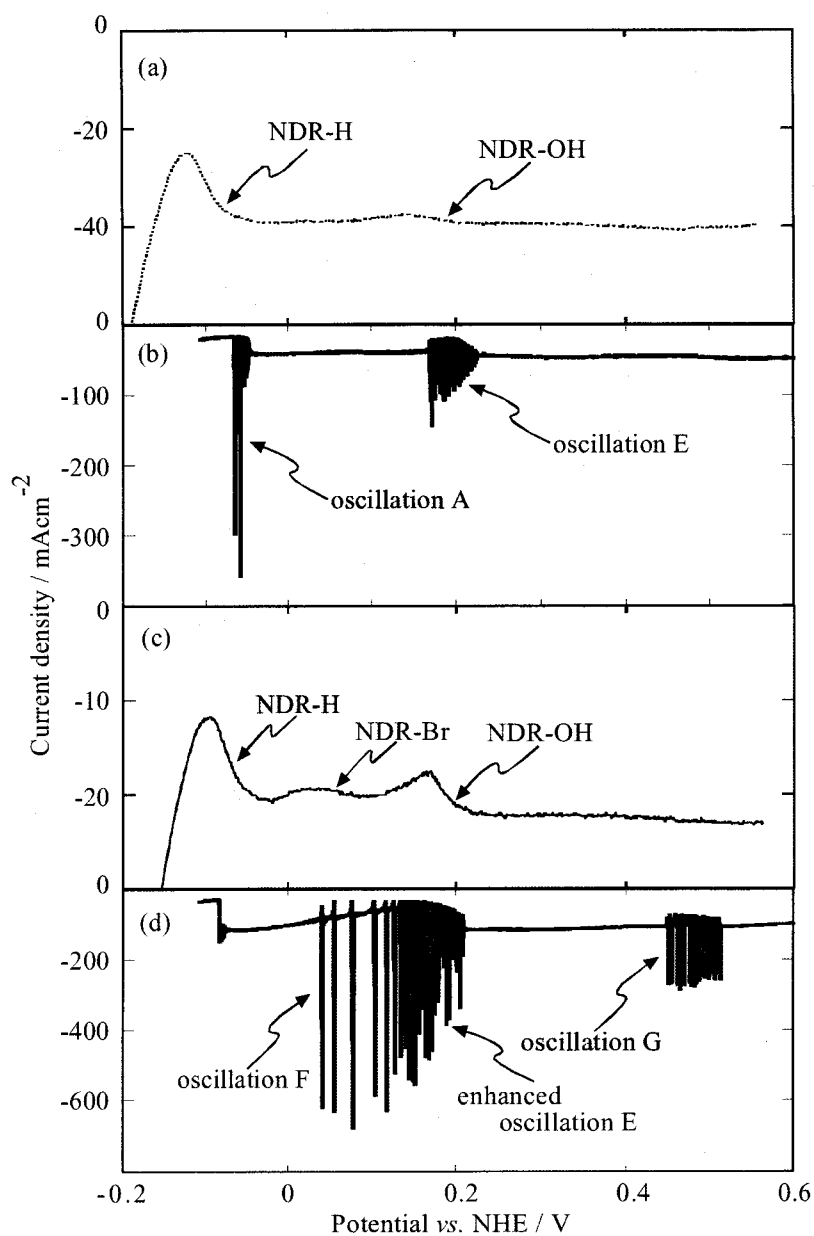 0
(a)
NDR-H
NDR-OH
-20
-40
0
(b)
-100
oscillation E
-200
oscillation A
-300
Current density / mAcm-2
0
(c)
-10
NDR-H
NDR-Br
NDR-OH
-20
0
(d)
-200
oscillation F
oscillation G
-400
enhanced
oscillation E
-600
-0.2
0
0.2
0.4
0.6
Potential vs. NHE / V